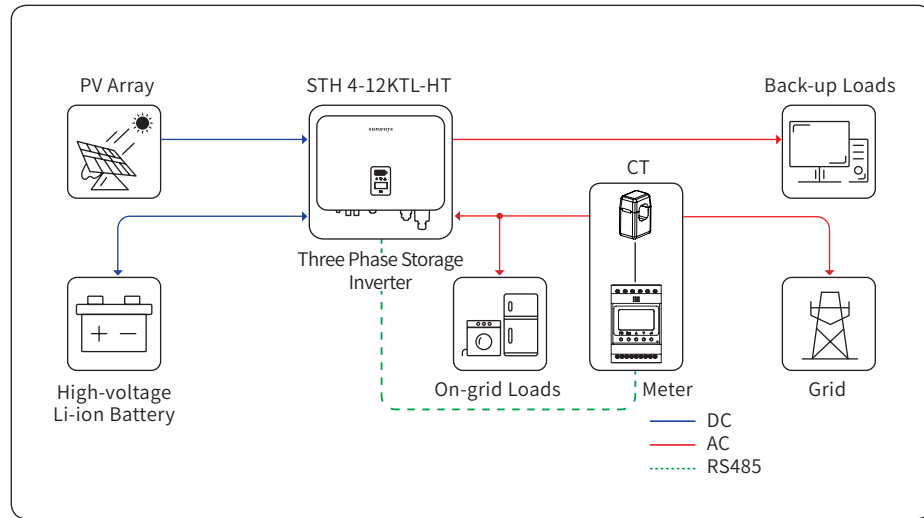 PV Array
STH 4-12KTL-HT
Back-up Loads
sunways
CT
Three Phase Storage
Inverter
High-voltage
Li-ion Battery
On-grid Loads
Meter
Grid
DC
AC
RS485